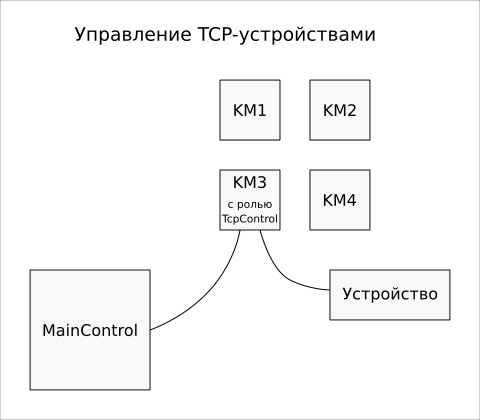 Управление TCP-устройствами
KM1
KM2
KM3
с ролью
TcpControl
KM4
MainControl
Устройство